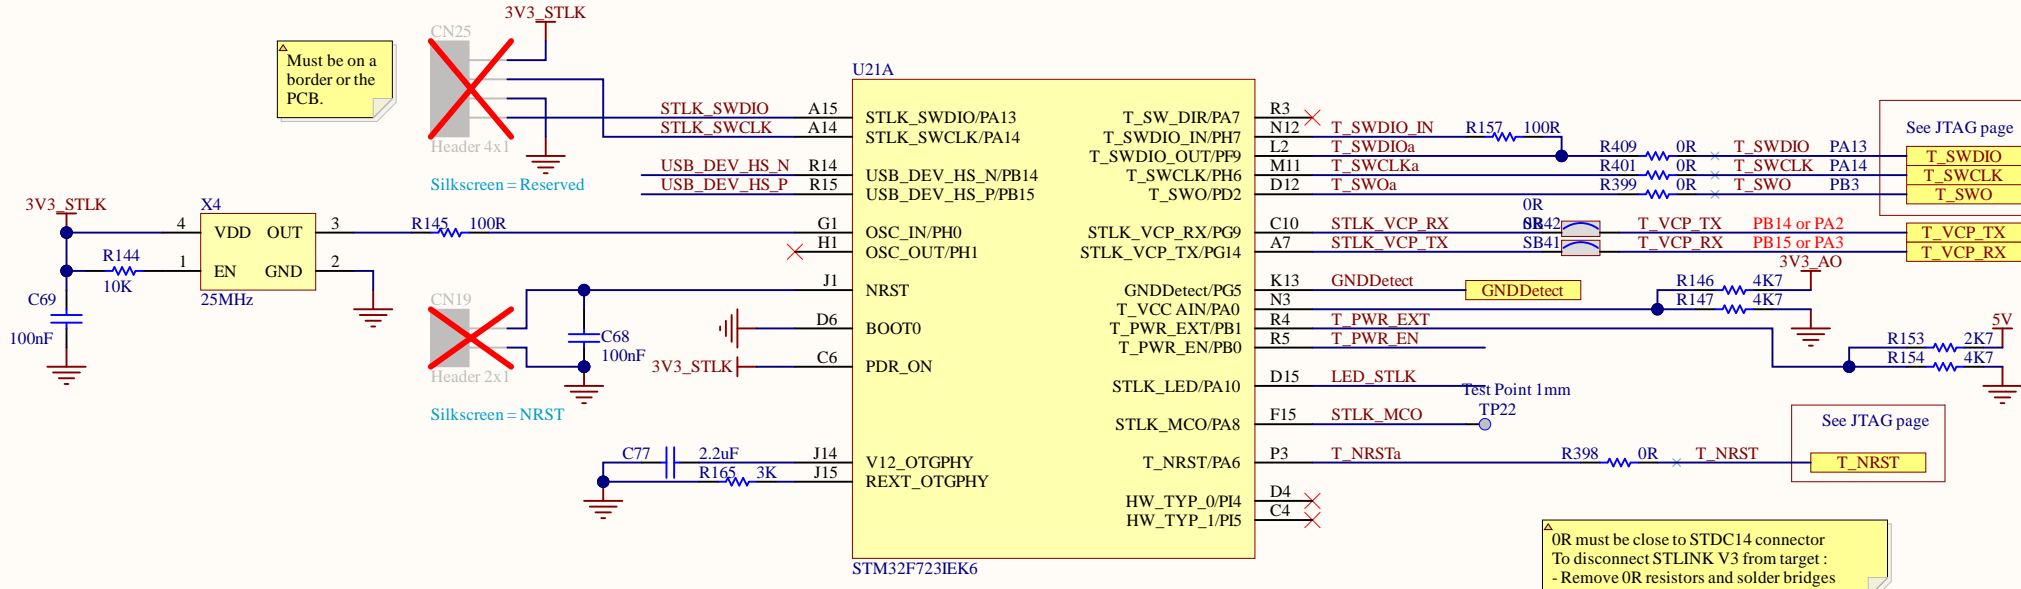 Must be on a
border or the
PCB.
3V3_STLK
CN25
Header 4x1
Silkscreen = Reserved
STLK_SWDIO A15
STLK_SWCLK A14
USB_DEV_HS_N R14
USB_DEV_HS_P R15
3V3_STLK
X4
4 VDD OUT 3
1 EN GND 2
25MHz
R144
10K
C69
100nF
R145 100R
G1
H1
CN19
Header 2x1
Silkscreen = NRST
C68
100nF
J1
D6
3V3_STLK C6
C77 2.2uF J14
R165 3K J15
U21A
STLK_SWDIO/PA13
STLK_SWCLK/PA14
USB_DEV_HS_N/PB14
USB_DEV_HS_P/PB15
OSC_IN/PH0
OSC_OUT/PH1
NRST
BOOT0
PDR_ON
V12_OTGPHY
REXT_OTGPHY
T_SW_DIR/PA7
T_SWDIO_IN/PH7
T_SWDIO_OUT/PF9
T_SWCLK/PH6
T_SWO/PD2
STLK_VCP_RX/PG9
STLK_VCP_TX/PG14
GNDDetect/PG5
T_VCC AIN/PA0
T_PWR_EXT/PB1
T_PWR_EN/PB0
STLK_LED/PA10
STLK_MCO/PA8
T_NRST/PA6
HW_TYP_0/PI4
HW_TYP_1/PI5
STM32F723IEK6
R3
N12 T_SWDIO_IN R157 100R
L2 T_SWDIOa R409 0R T_SWDIO PA13
M11 T_SWCLKa R401 0R T_SWCLK PA14
D12 T_SWOa R399 0R T_SWO PB3
See JTAG page
T_SWDIO
T_SWCLK
T_SWO
0R
C10 STLK_VCP_RX SB42 T_VCP_TX PB14 or PA2 T_VCP_TX
A7 STLK_VCP_TX SB41 T_VCP_RX PB15 or PA3 T_VCP_RX
3V3_AO
K13 GNDDetect GNDDetect
R146 4K7
N3 R147 4K7
R4 T_PWR_EXT
R5 T_PWR_EN
5V
R153 2K7
R154 4K7
D15 LED_STLK
Test Point 1mm
F15 STLK_MCO TP22
See JTAG page
P3 T_NRSTa R398 0R T_NRST T_NRST
D4
C4
0R must be close to STDC14 connector
To disconnect STLINK V3 from target :
- Remove 0R resistors and solder bridges